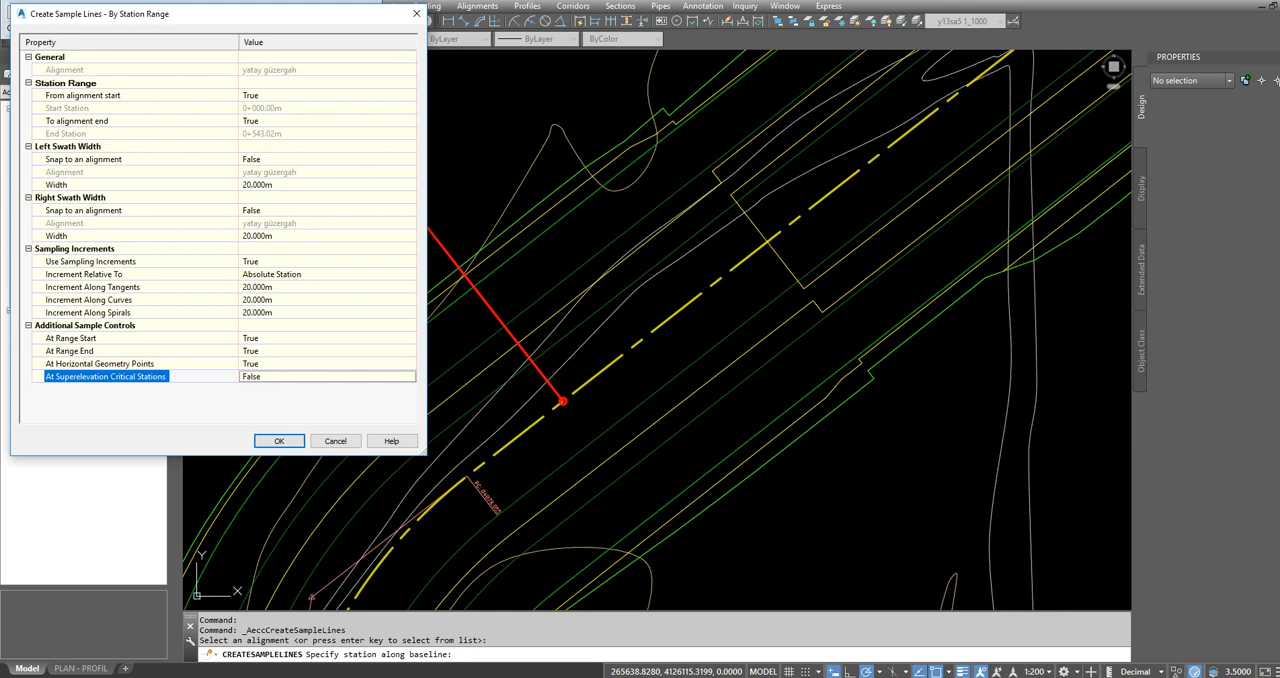 Create Sample Lines - By Station Range
Alignments Profiles Corridors Sections Pipes Annotation Inquiry Window Express
y13sa5 1_1000
ByLayer ByLayer ByColor
Property Value
General
Alignment yatay güzergah
Station Range
From alignment start True
Start Station 0+000.00m
To alignment end True
End Station 0+543.02m
Left Swath Width
Snap to an alignment False
Alignment yatay güzergah
Width 20.000m
Right Swath Width
Snap to an alignment False
Alignment yatay güzergah
Width 20.000m
Sampling Increments
Use Sampling Increments True
Increment Relative To Absolute Station
Increment Along Tangents 20.000m
Increment Along Curves 20.000m
Increment Along Spirals 20.000m
Additional Sample Controls
At Range Start True
At Range End True
At Horizontal Geometry Points True
At Superelevation Critical Stations False
OK Cancel Help
PROPERTIES
No selection
Design
Display
Extended Data
Object Class
Y
X
Command:
Command: _AeccCreateSampleLines
Select an alignment <or press enter key to select from list>:
- CREATESAMPLELINES Specify station along baseline:
Model PLAN - PROFIL +
265638.8280, 4126115.3199, 0.0000 MODEL 1:200 Decimal 3.5000